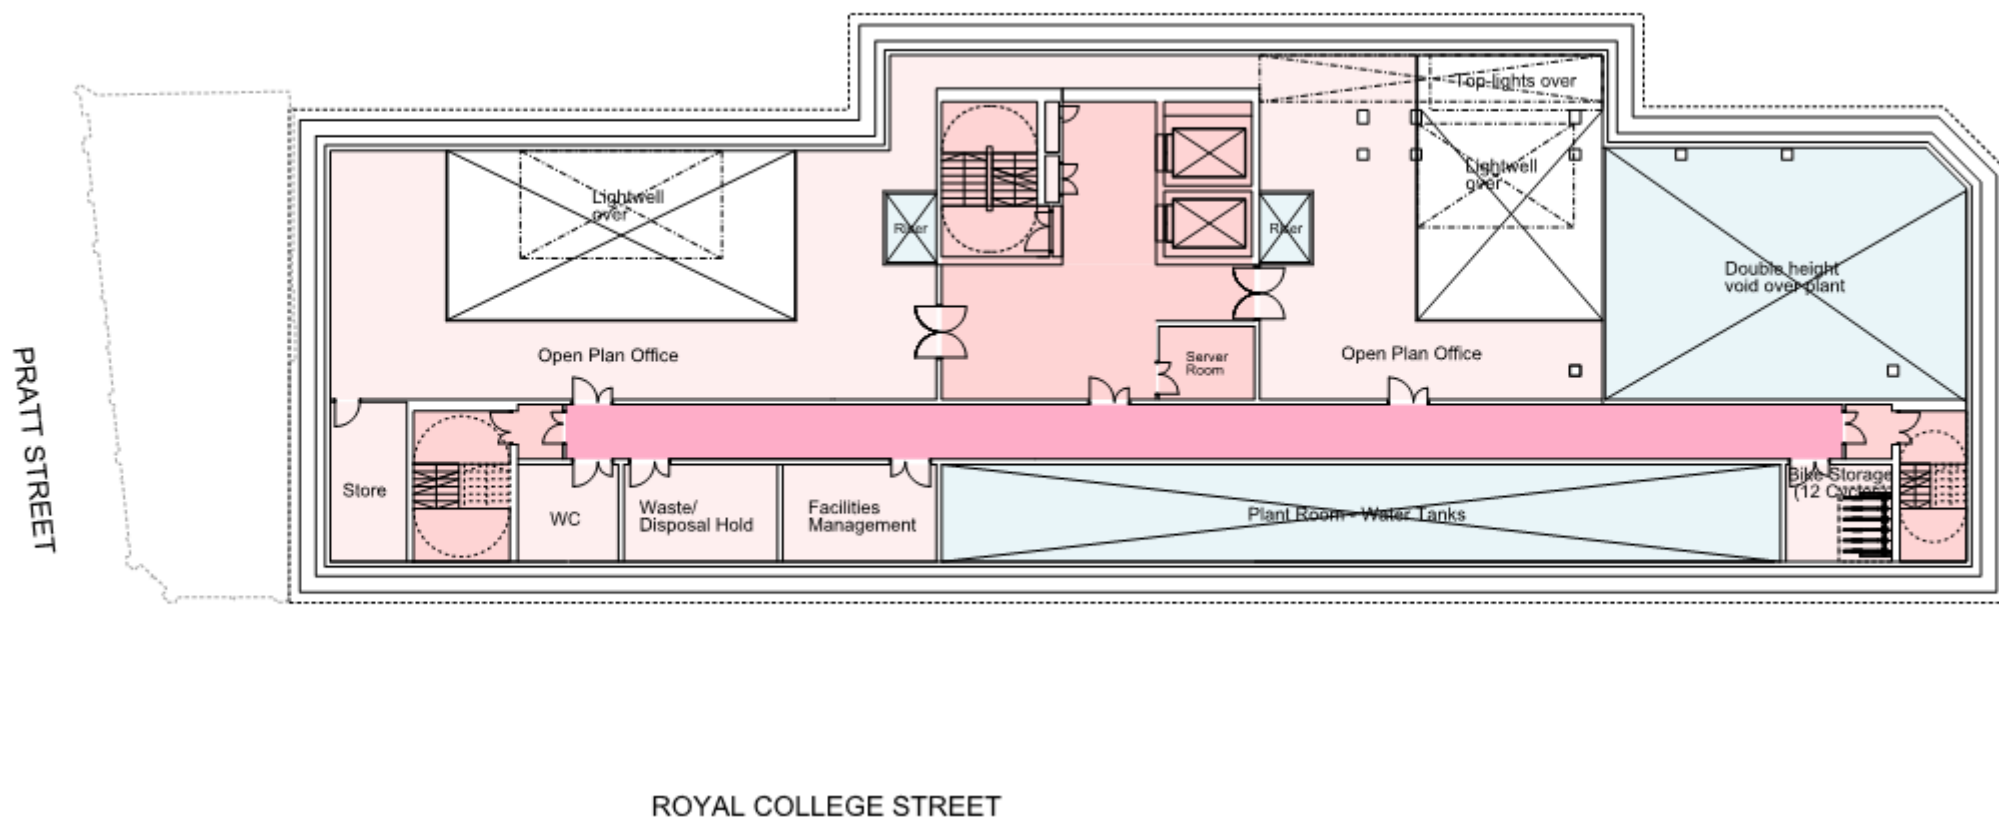 Top-lights over
Lightwell
over
Lightwell
over
Riser
Riser
Double height
void over plant
Open Plan Office
Server
Room
Open Plan Office
PRATT STREET
Store
WC
Waste/
Disposal Hold
Facilities
Management
Plant Room - Water Tanks
Bike Storage
(12 Cycles)
ROYAL COLLEGE STREET